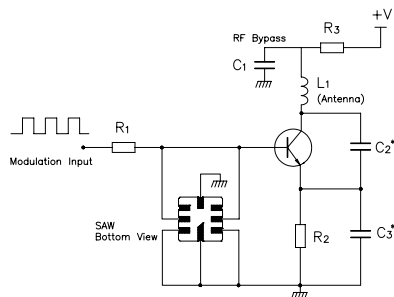 +V
RF Bypass
R3
C1
L1
(Antenna)
R1
Modulation Input
C2*
SAW
Bottom View
R2
C3*